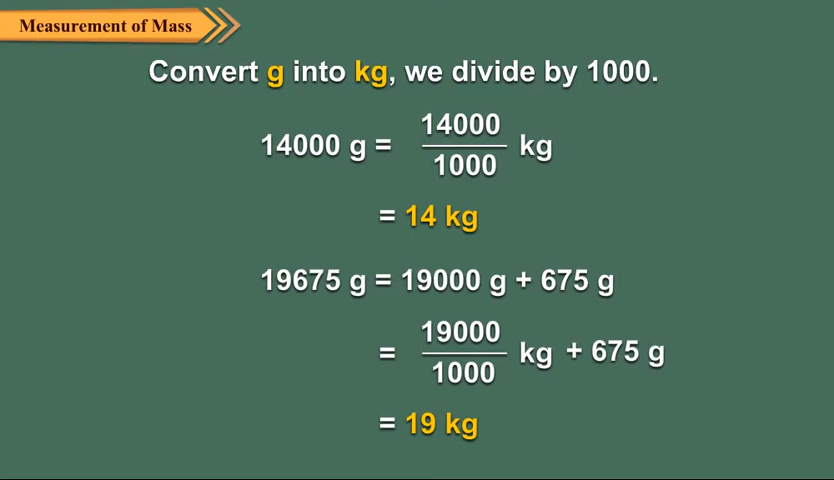 Measurement of Mass
Convert g into kg, we divide by 1000.
14000 g = 14000/1000 kg
= 14 kg
19675 g = 19000 g + 675 g
= 19000/1000 kg + 675 g
= 19 kg